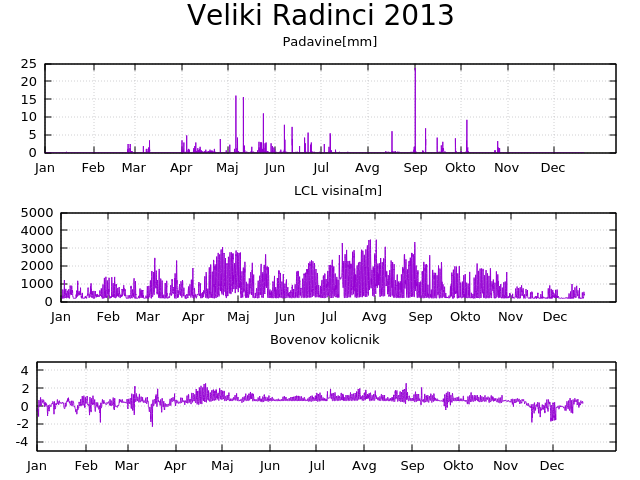 Veliki Radinci 2013
Padavine[mm]
25
20
15
10
5
0
Jan Feb Mar Apr Maj Jun Jul Avg Sep Okto Nov Dec
LCL visina[m]
5000
4000
3000
2000
1000
0
Jan Feb Mar Apr Maj Jun Jul Avg Sep Okto Nov Dec
Bovenov kolicnik
4
2
0
-2
-4
Jan Feb Mar Apr Maj Jun Jul Avg Sep Okto Nov Dec